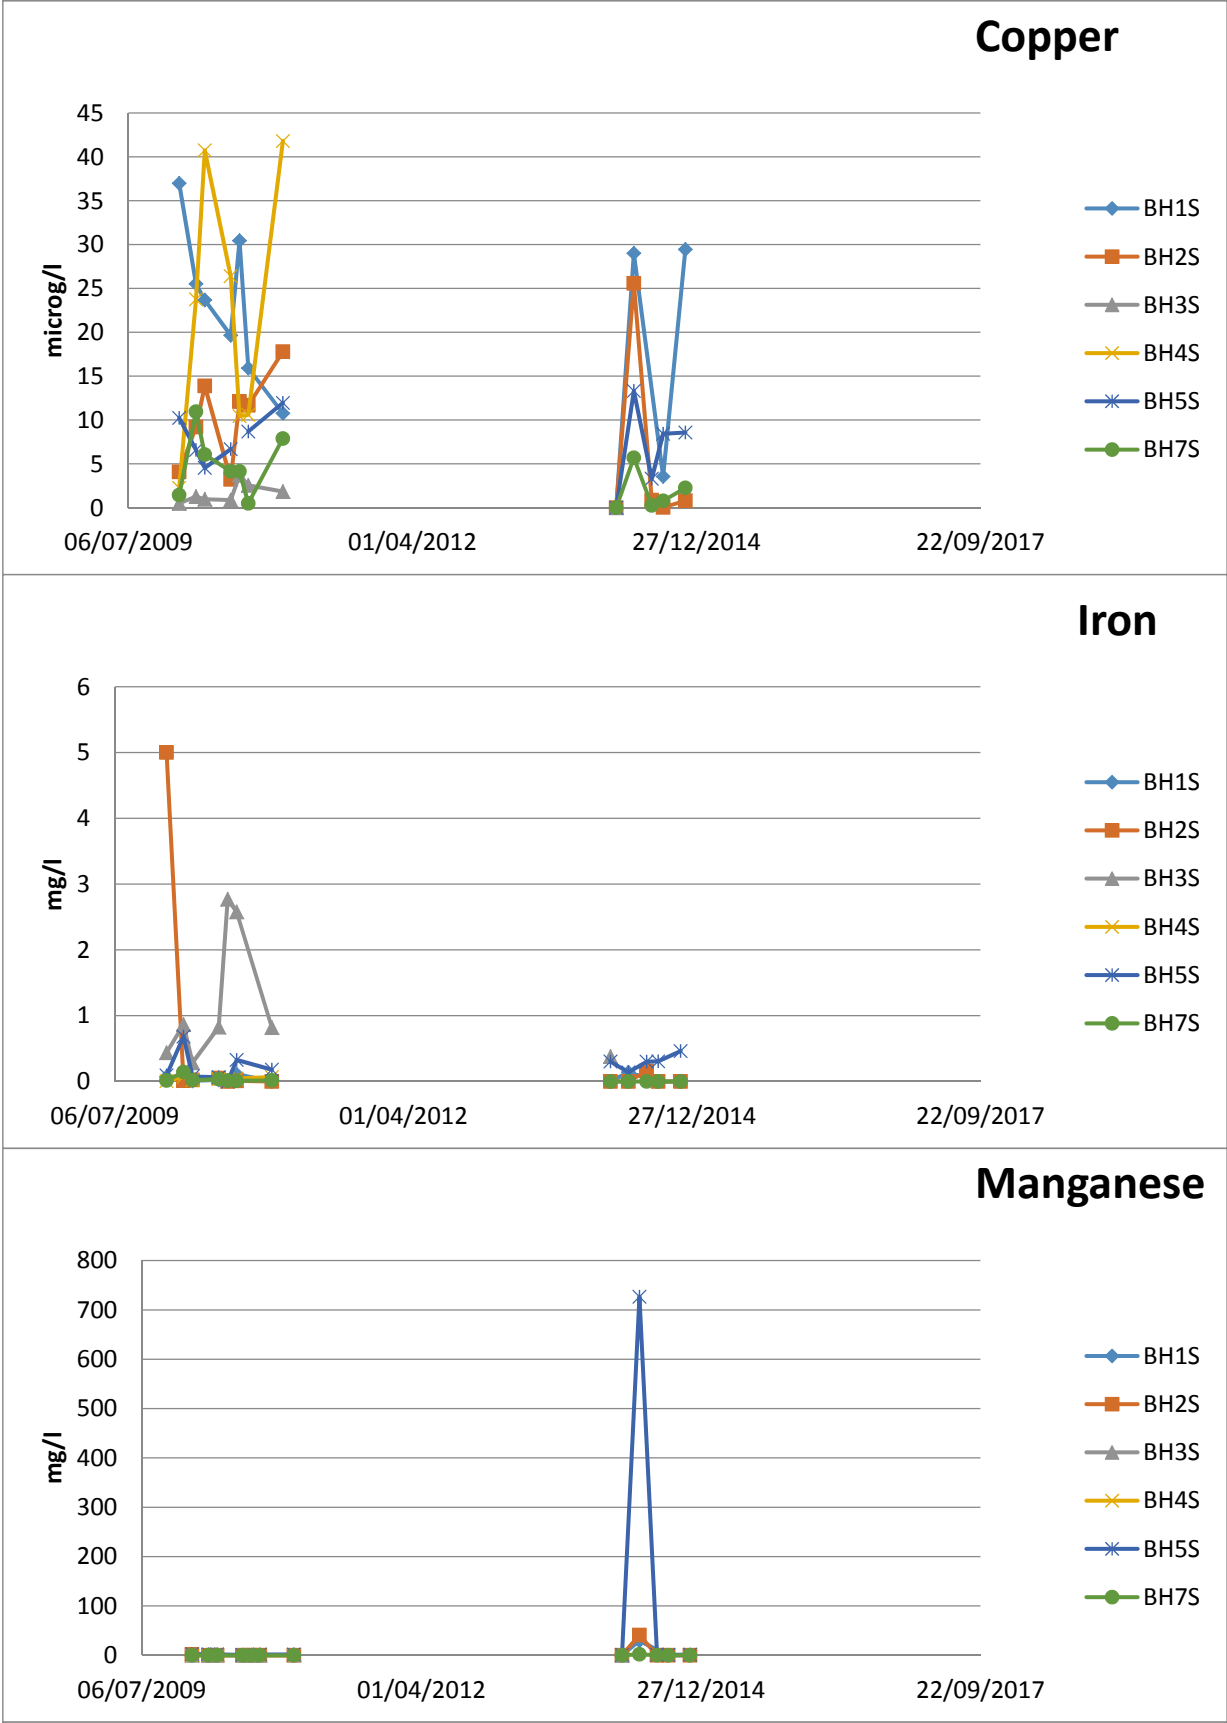 Copper
45
40
35
30
25
20
15
10
5
0
microg/l
06/07/2009 01/04/2012 27/12/2014 22/09/2017
BH1S
BH2S
BH3S
BH4S
BH5S
BH7S
Iron
6
5
4
3
2
1
0
mg/l
06/07/2009 01/04/2012 27/12/2014 22/09/2017
BH1S
BH2S
BH3S
BH4S
BH5S
BH7S
Manganese
800
700
600
500
400
300
200
100
0
mg/l
06/07/2009 01/04/2012 27/12/2014 22/09/2017
BH1S
BH2S
BH3S
BH4S
BH5S
BH7S